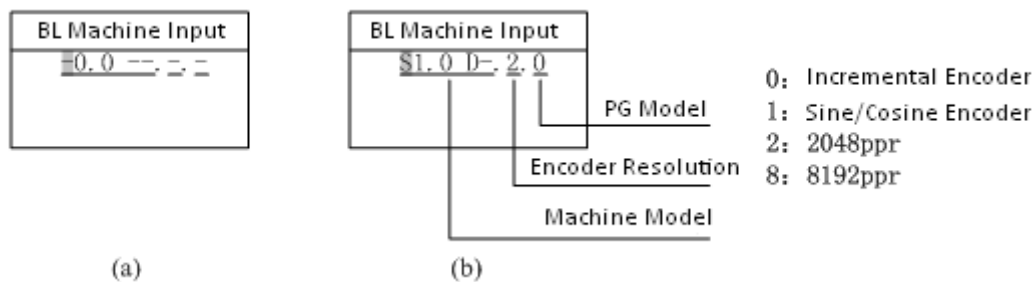 BL Machine Input
-0.0 --.-.-
(a)
BL Machine Input
S1.0 D-.2.0
PG Model
Encoder Resolution
Machine Model
(b)
0: Incremental Encoder
1: Sine/Cosine Encoder
2: 2048ppr
8: 8192ppr